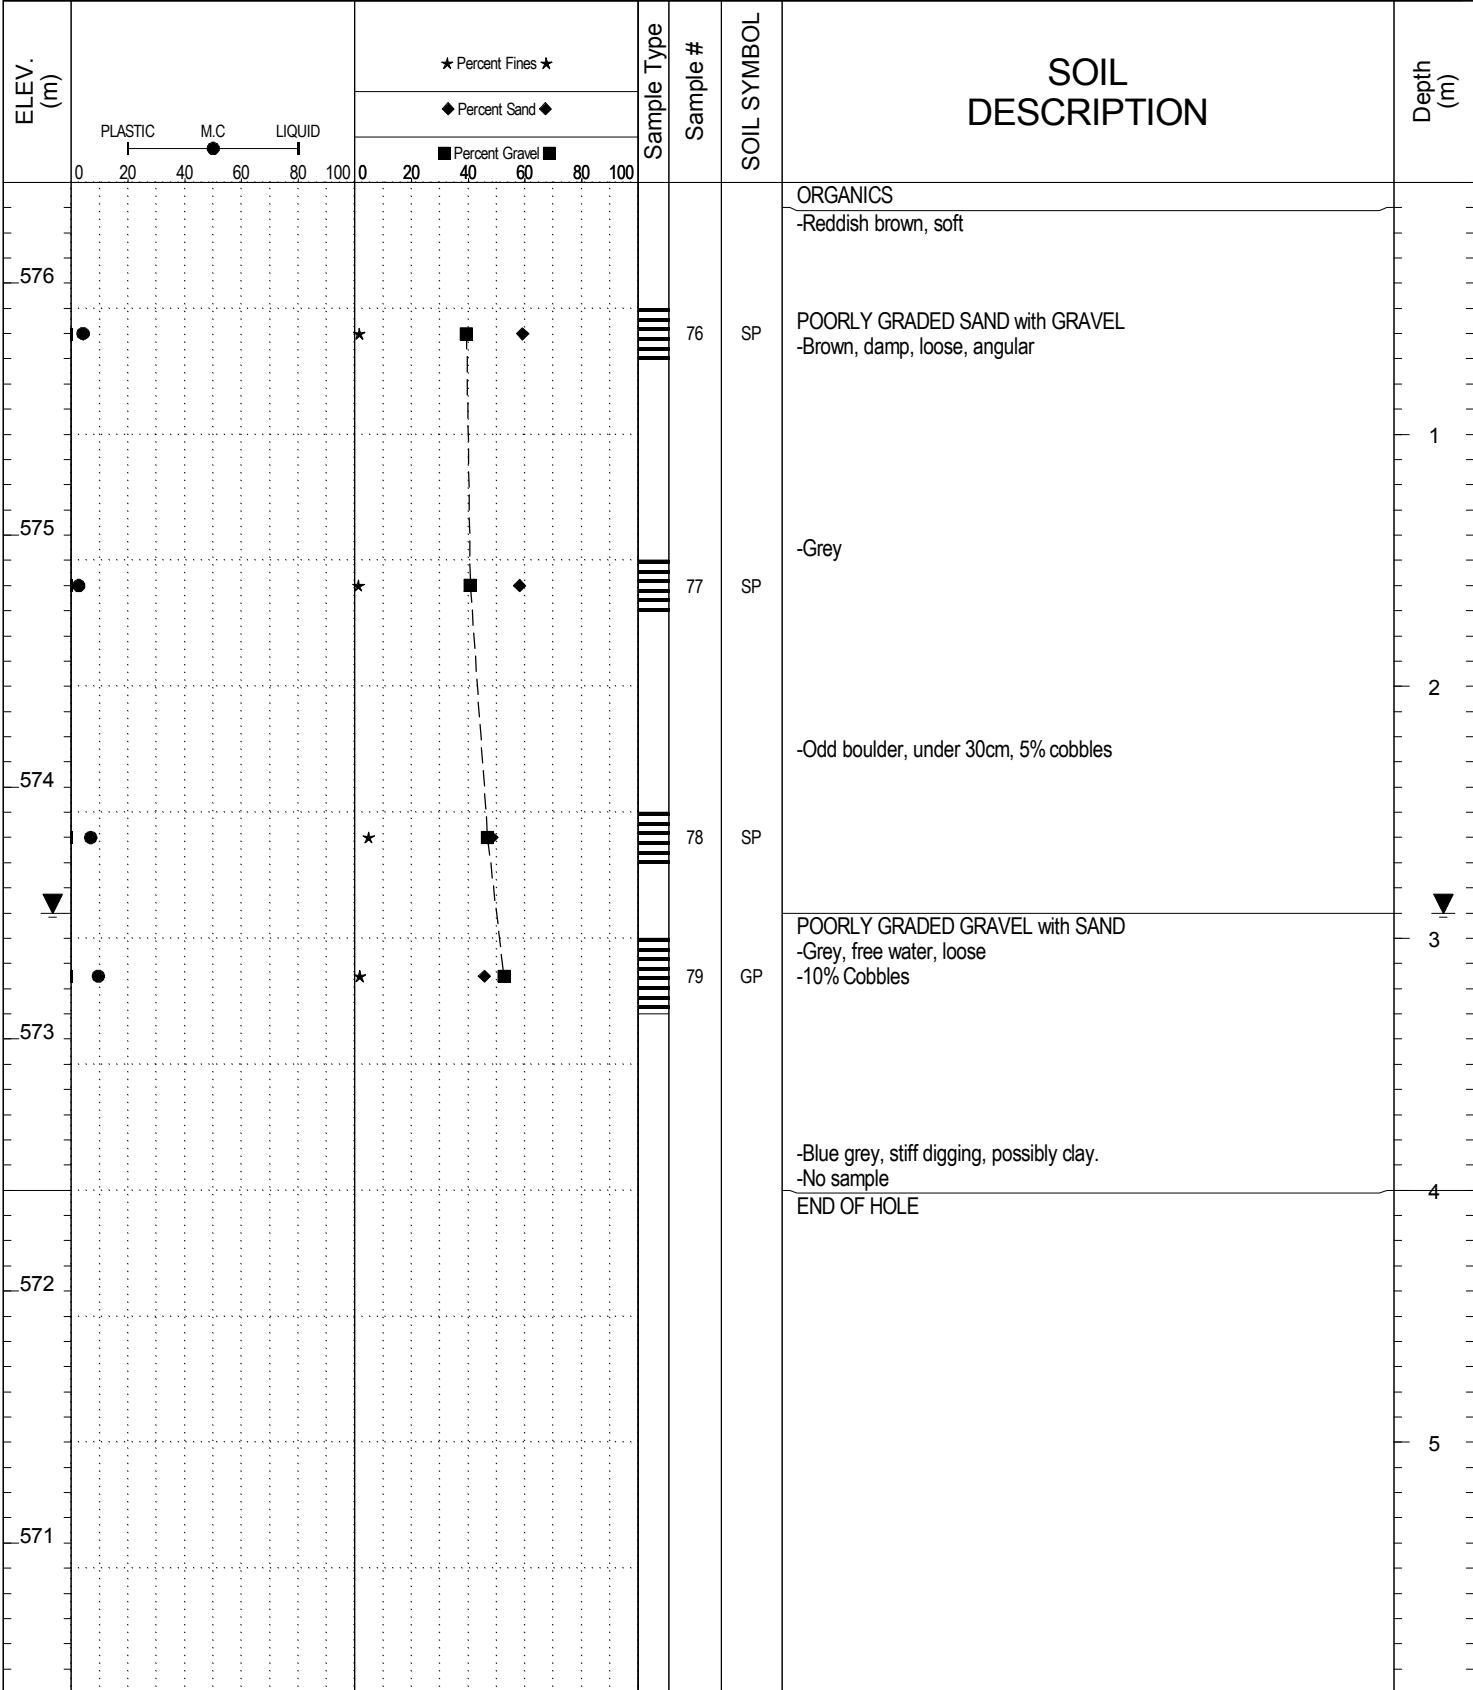 ELEV.
(m)
PLASTIC M.C LIQUID
0 20 40 60 80 100
★ Percent Fines ★
◆ Percent Sand ◆
■ Percent Gravel ■
0 20 40 60 80 100
Sample Type
Sample #
SOIL SYMBOL
SOIL
DESCRIPTION
Depth
(m)
ORGANICS
-Reddish brown, soft
576
76 SP
POORLY GRADED SAND with GRAVEL
-Brown, damp, loose, angular
1
575
-Grey
77 SP
2
-Odd boulder, under 30cm, 5% cobbles
574
78 SP
POORLY GRADED GRAVEL with SAND
3
-Grey, free water, loose
79 GP
-10% Cobbles
573
-Blue grey, stiff digging, possibly clay.
-No sample
4
END OF HOLE
572
5
571